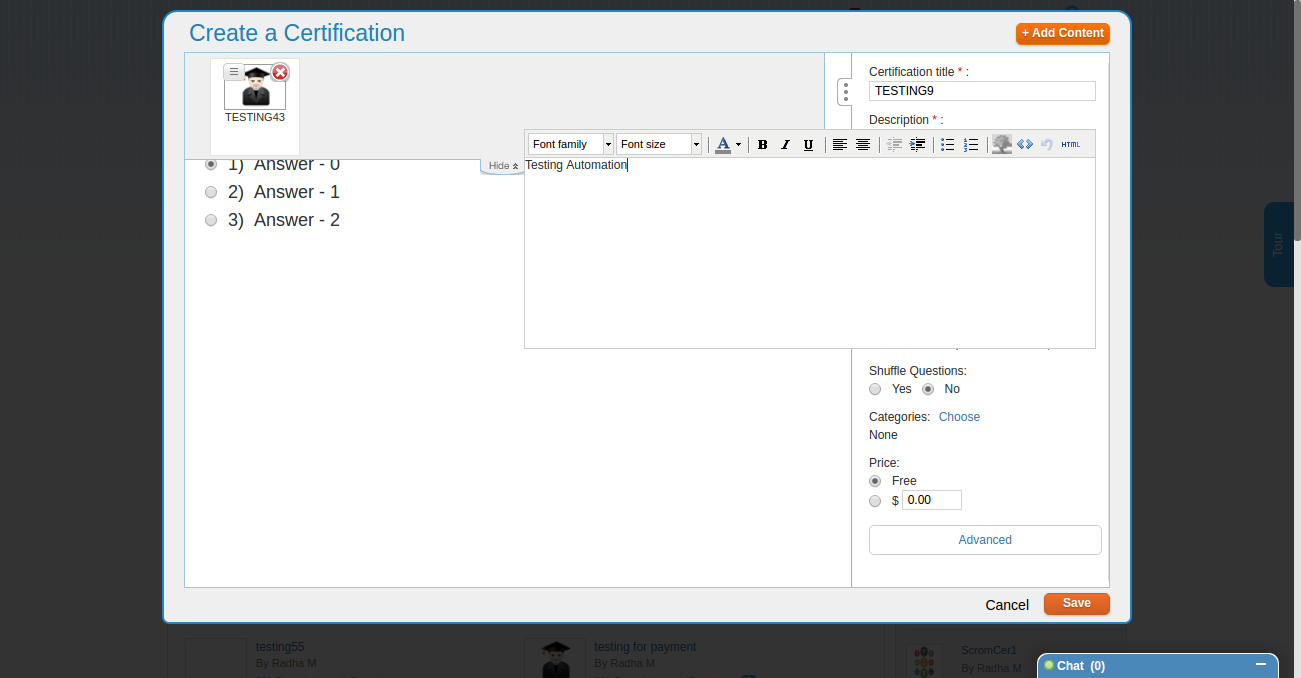 Create a Certification
+ Add Content
TESTING43
Certification title * :
TESTING9
Description * :
Font family
Font size
B I U
HTML
Hide
Testing Automation
1) Answer - 0
2) Answer - 1
3) Answer - 2
Tour
Shuffle Questions:
Yes No
Categories: Choose
None
Price:
Free
$ 0.00
Advanced
Cancel
Save
testing55
By Radha M
testing for payment
By Radha M
ScromCer1
By Radha M
Chat (0)